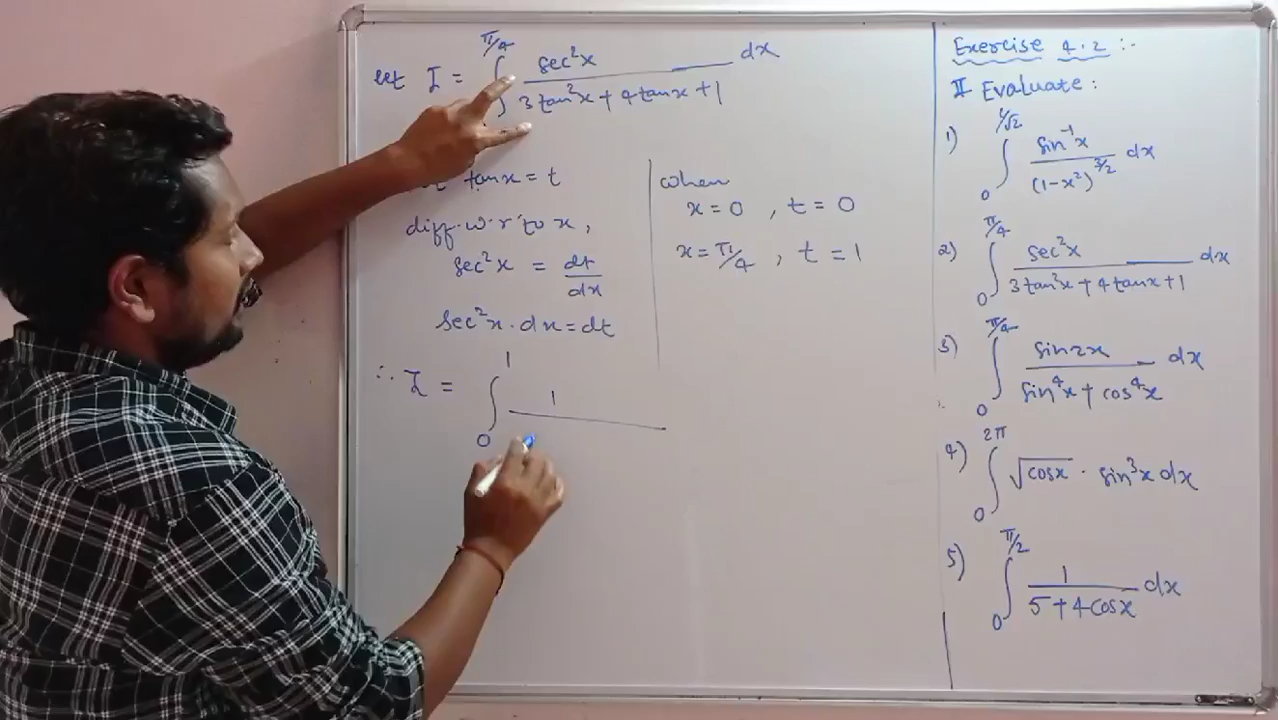 Let I = ∫ π/4 sec²x / 3tan²x + 4tanx + 1 dx
tanx = t
diff. w. r. to x,
sec²x = dt/dx
sec²x · dx = dt
when
x = 0 , t = 0
x = π/4 , t = 1
∴ I = ∫₀¹ 1
Exercise 4.2 :-
II Evaluate :
1) ∫₀^(1/√2) sin⁻¹x / (1-x²)^(3/2) dx
2) ∫₀^(π/4) sec²x / 3tan²x + 4tanx + 1 dx
3) ∫₀^(π/4) sin2x / sin⁴x + cos⁴x dx
4) ∫₀^(2π) √cosx · sin³x dx
5) ∫₀^(π/2) 1 / 5 + 4cosx dx